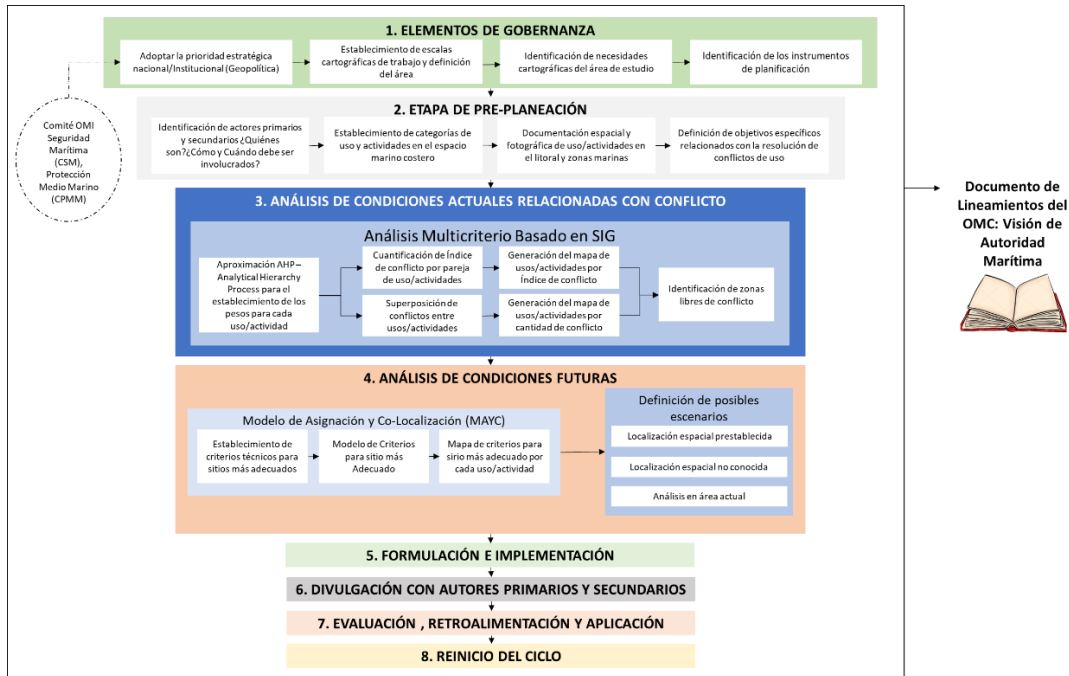 1. ELEMENTOS DE GOBERNANZA
Adoptar la prioridad estratégica
nacional/Institucional (Geopolítica)
Establecimiento de escalas
cartográficas de trabajo y definición
del área
Identificación de necesidades
cartográficas del área de estudio
Identificación de los instrumentos
de planificación
Comité OMI
Seguridad
Marítima
(CSM),
Protección
Medio Marino
(CPMM)
2. ETAPA DE PRE-PLANEACIÓN
Identificación de actores primarios
y secundarios ¿Quiénes
son?¿Cómo y Cuándo debe ser
involucrados?
Establecimiento de categorías de
uso y actividades en el espacio
marino costero
Documentación espacial y
fotográfica de uso/actividades en
el litoral y zonas marinas
Definición de objetivos específicos
relacionados con la resolución de
conflictos de uso
3. ANÁLISIS DE CONDICIONES ACTUALES RELACIONADAS CON CONFLICTO
Análisis Multicriterio Basado en SIG
Aproximación AHP –
Analytical Hierarchy
Process para el
establecimiento de los
pesos para cada
uso/actividad
Cuantificación de Índice
de conflicto por pareja
de uso/actividades
Generación del mapa de
usos/actividades por
Índice de conflicto
Superposición de
conflictos entre
usos/actividades
Generación del mapa de
usos/actividades por
cantidad de conflicto
Identificación de zonas
libres de conflicto
4. ANÁLISIS DE CONDICIONES FUTURAS
Modelo de Asignación y Co-Localización (MAYC)
Establecimiento de
criterios técnicos para
sitios más adecuados
Modelo de Criterios
para sitio más
Adecuado
Mapa de criterios para
sirio más adecuado por
cada uso/actividad
Definición de posibles
escenarios
Localización espacial prestablecida
Localización espacial no conocida
Análisis en área actual
5. FORMULACIÓN E IMPLEMENTACIÓN
6. DIVULGACIÓN CON AUTORES PRIMARIOS Y SECUNDARIOS
7. EVALUACIÓN , RETROALIMENTACIÓN Y APLICACIÓN
8. REINICIO DEL CICLO
Documento de
Lineamientos del
OMC: Visión de
Autoridad
Marítima